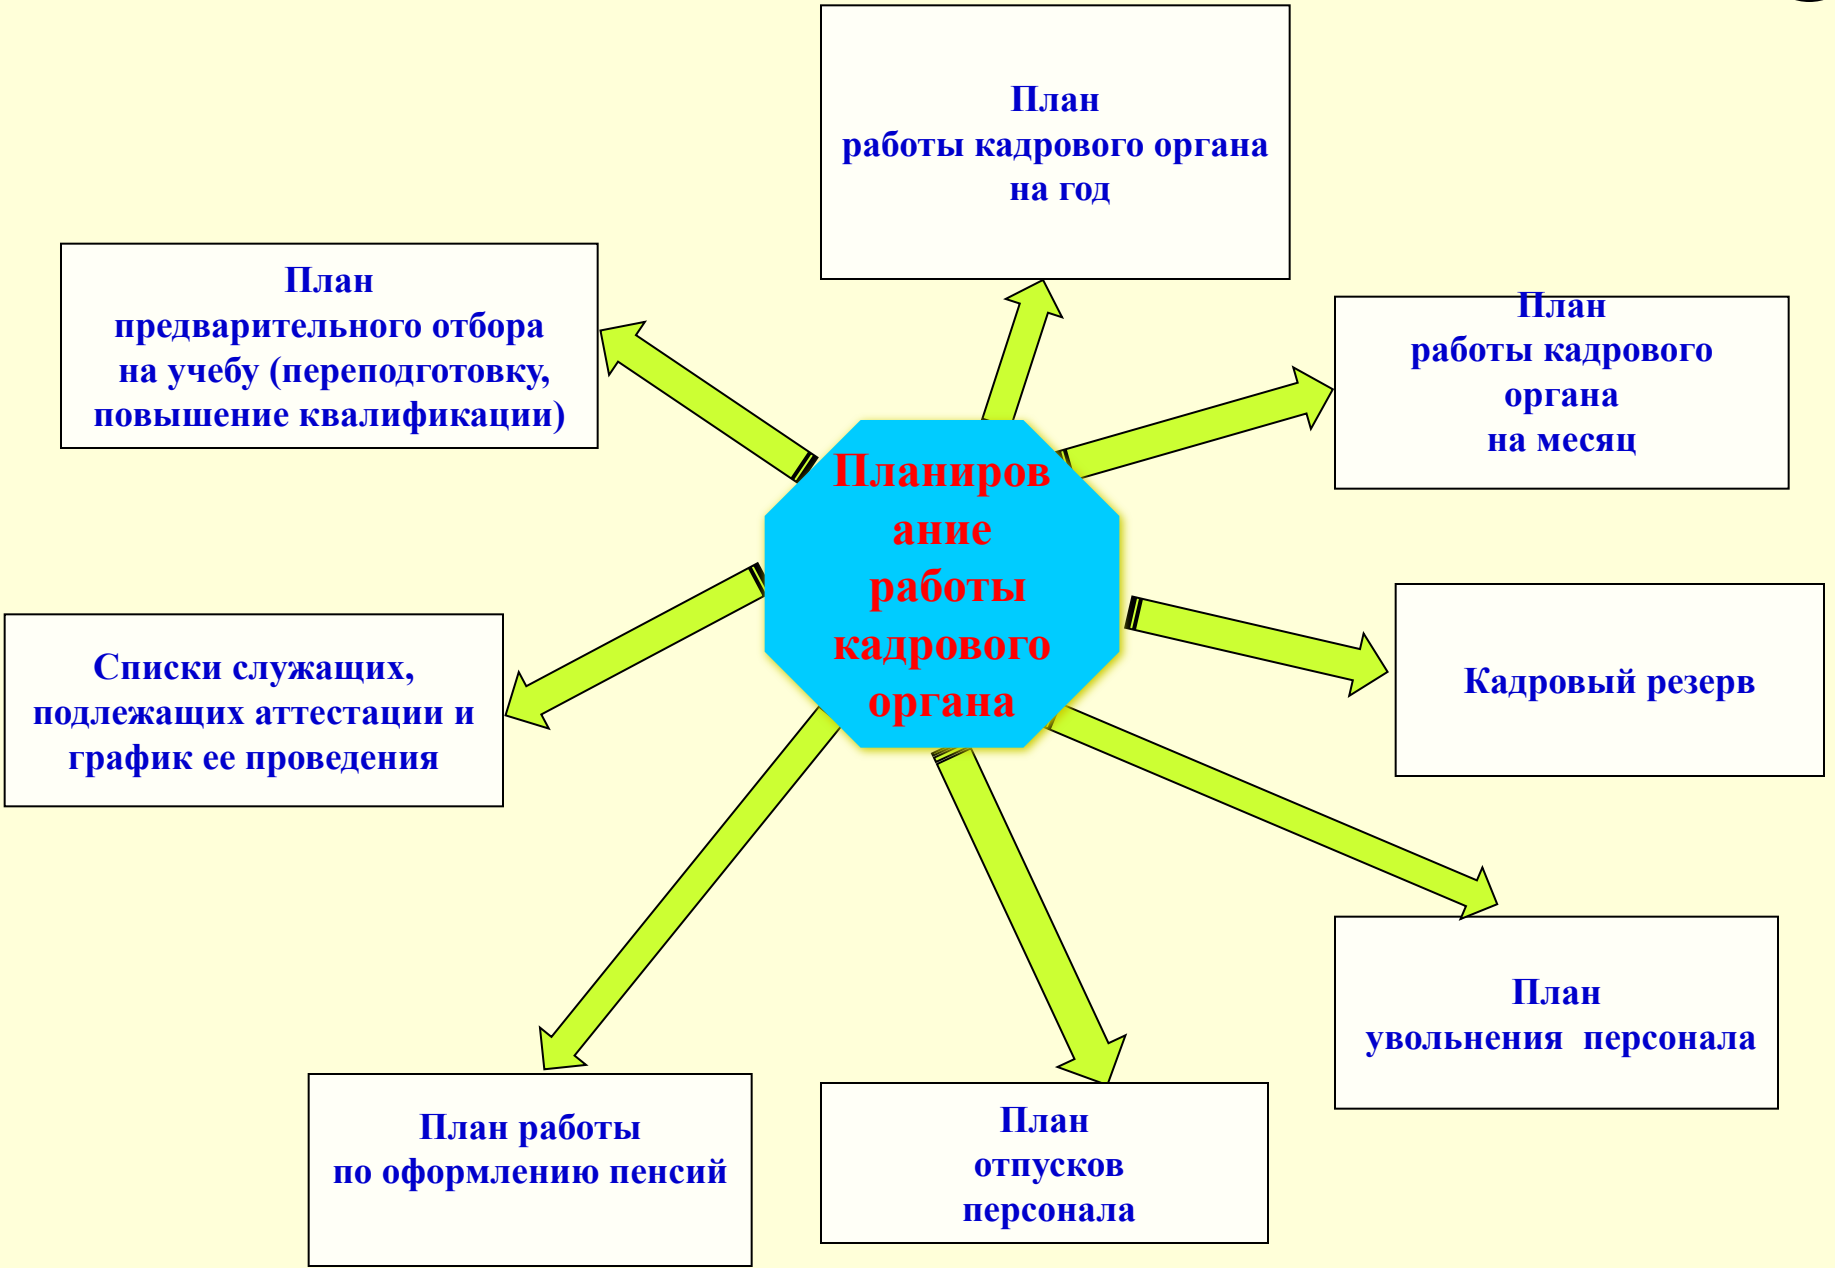 План
работы кадрового органа
на год
План
предварительного отбора
на учебу (переподготовку,
повышение квалификации)
План
работы кадрового
органа
на месяц
Планиров
ание
работы
кадрового
органа
Списки служащих,
подлежащих аттестации и
график ее проведения
Кадровый резерв
План
увольнения персонала
План работы
по оформлению пенсий
План
отпусков
персонала